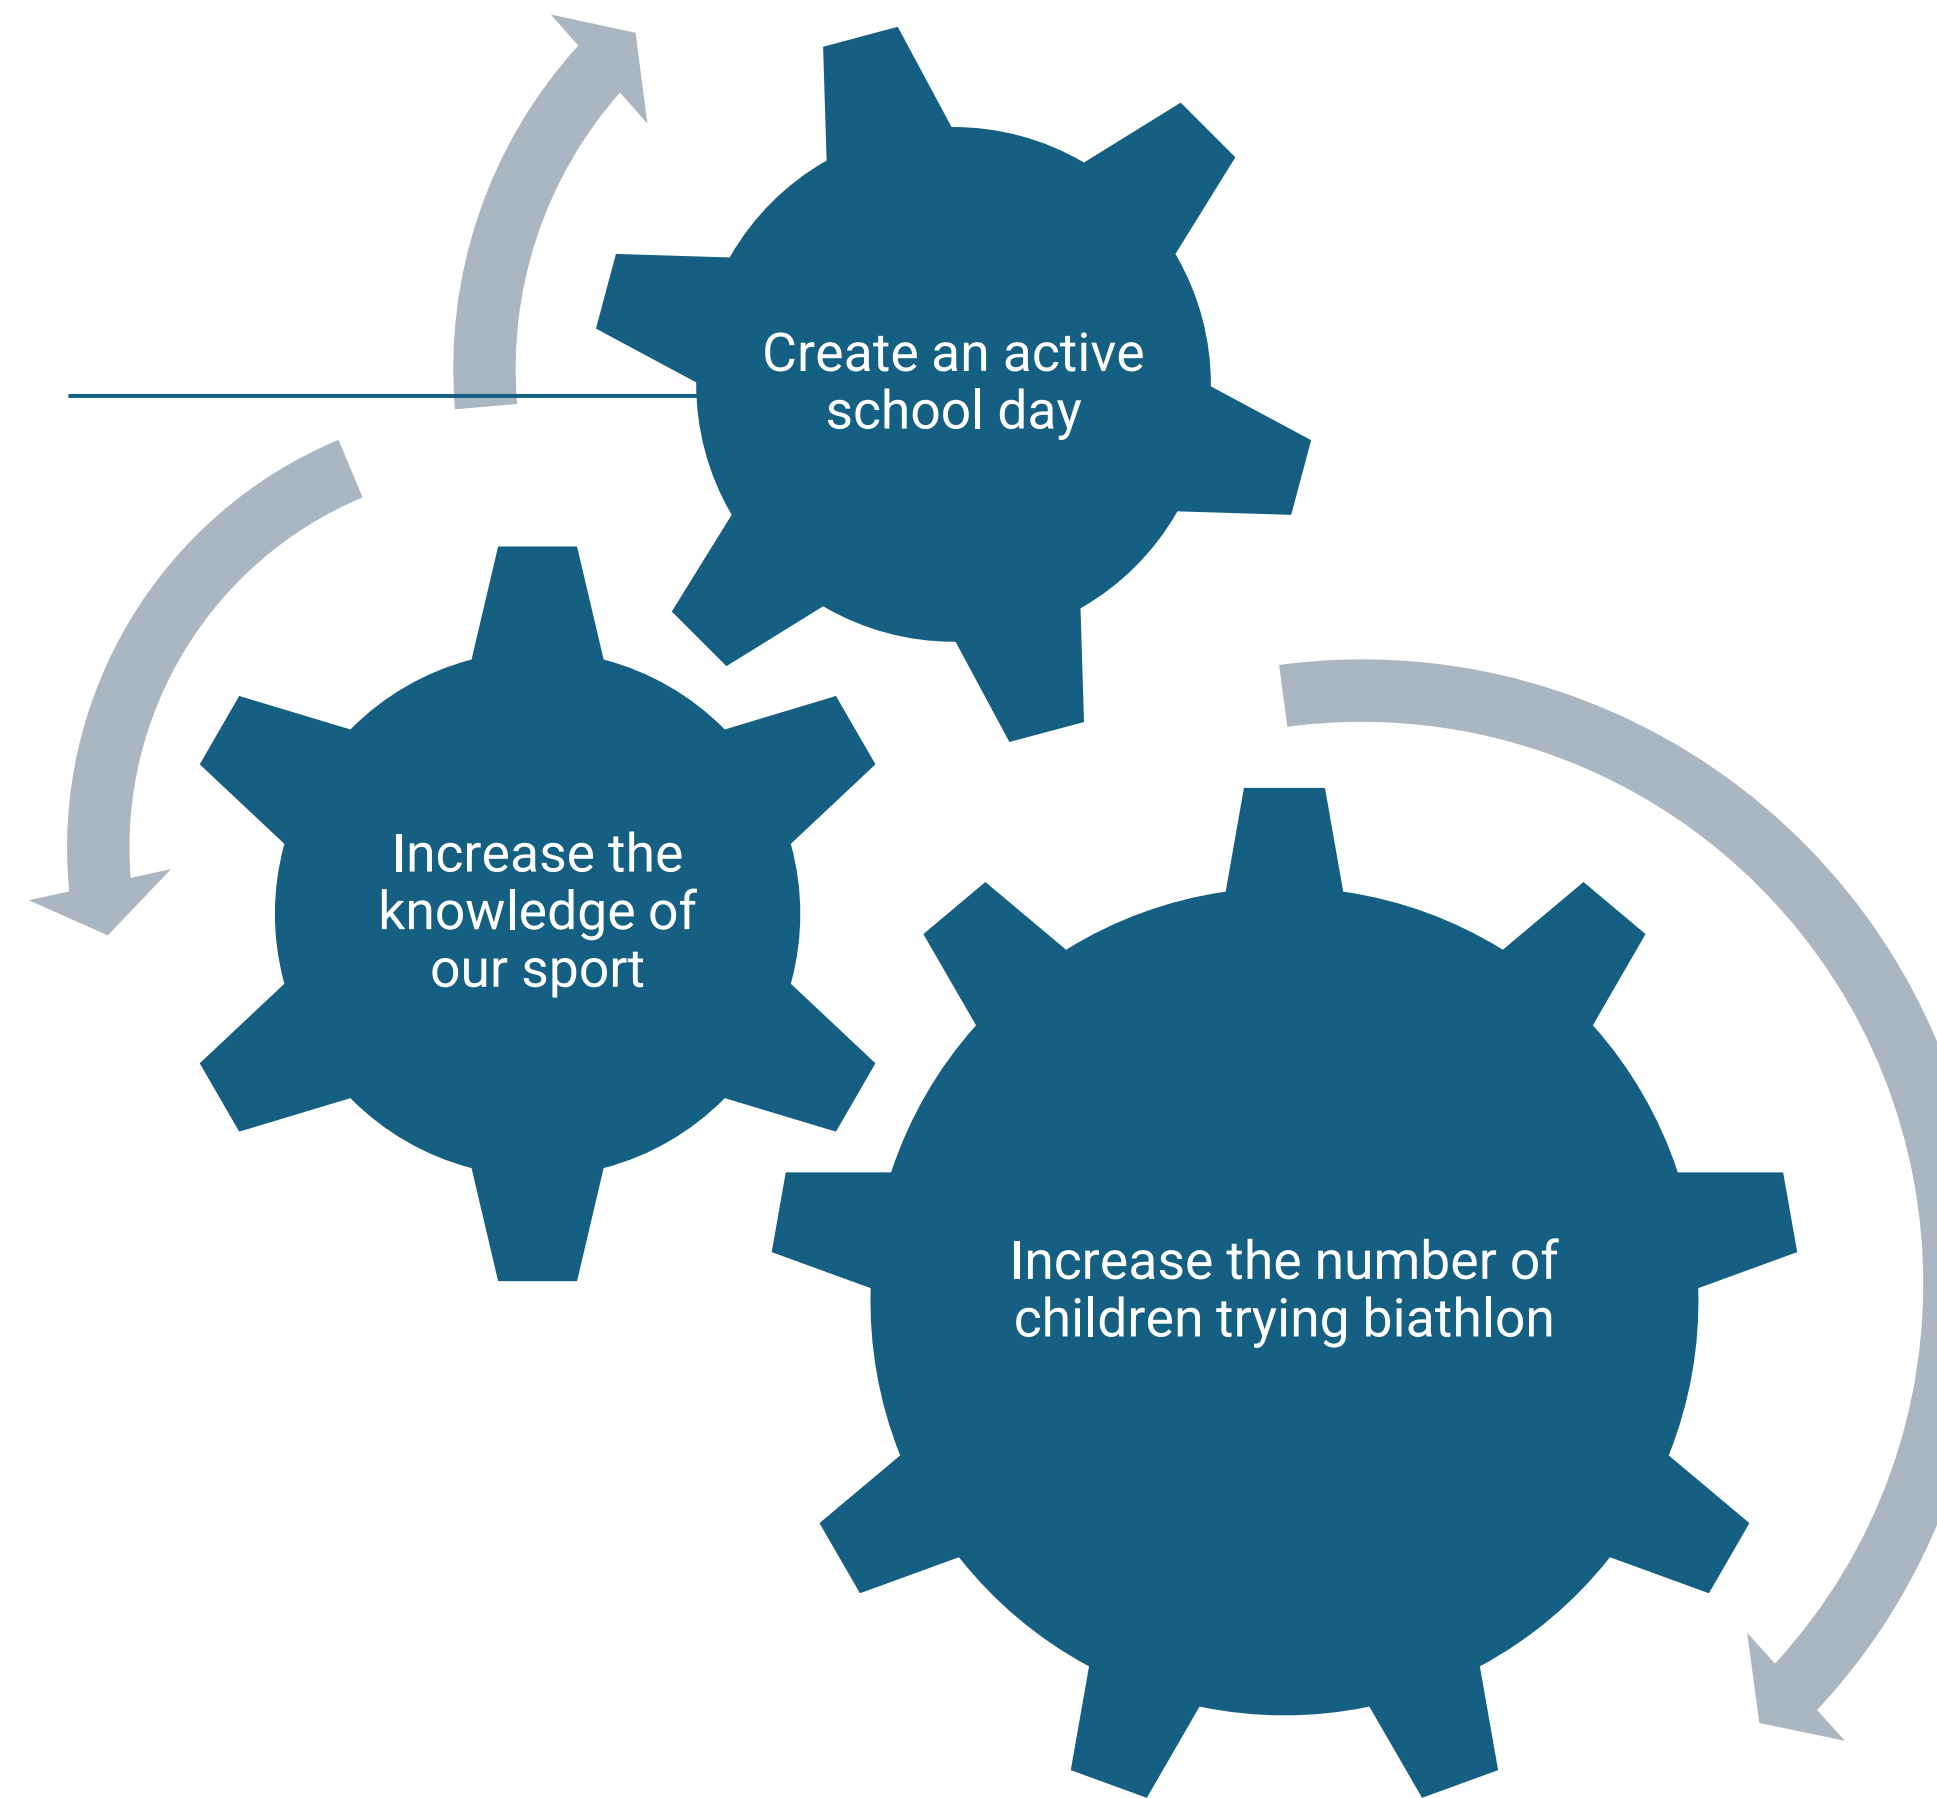 Create an active
school day
Increase the
knowledge of
our sport
Increase the number of
children trying biathlon